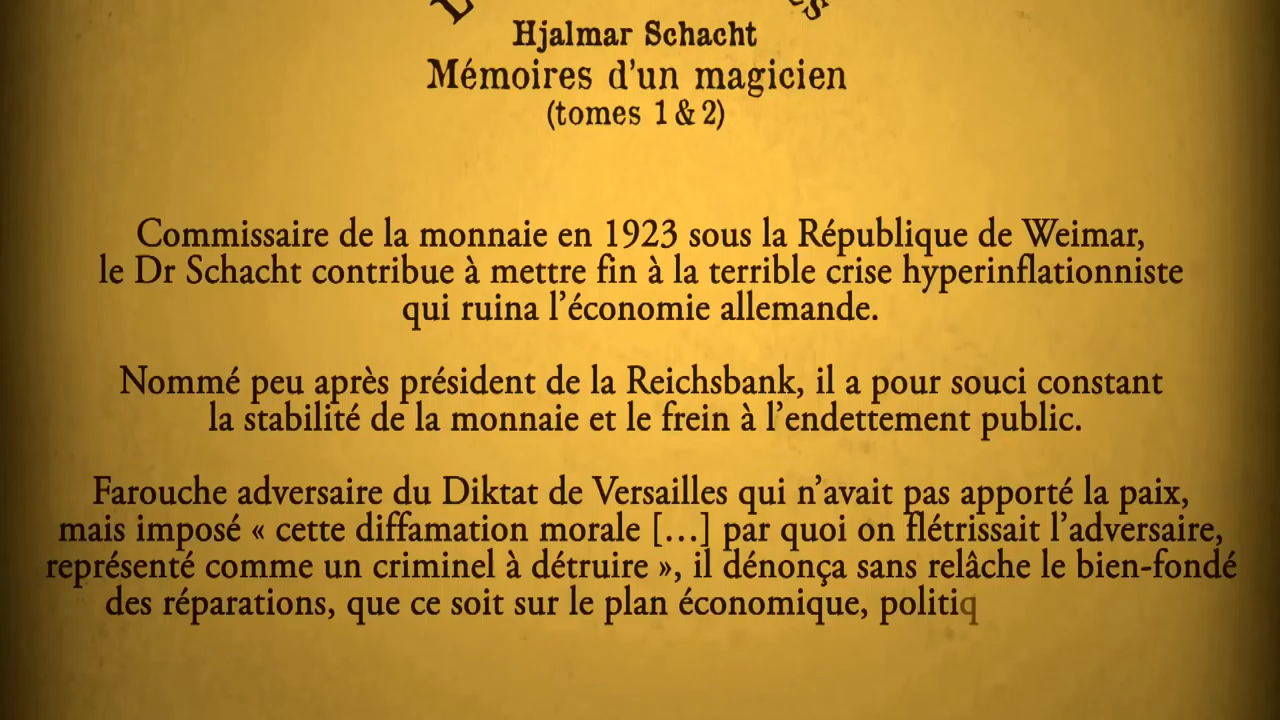 Hjalmar Schacht
Mémoires d'un magicien
(tomes 1 & 2)
Commissaire de la monnaie en 1923 sous la République de Weimar,
le Dr Schacht contribue à mettre fin à la terrible crise hyperinflationniste
qui ruina l'économie allemande.
Nommé peu après président de la Reichsbank, il a pour souci constant
la stabilité de la monnaie et le frein à l'endettement public.
Farouche adversaire du Diktat de Versailles qui n'avait pas apporté la paix,
mais imposé « cette diffamation morale [...] par quoi on flétrissait l'adversaire,
représenté comme un criminel à détruire », il dénonça sans relâche le bien-fondé
des réparations, que ce soit sur le plan économique, politiq